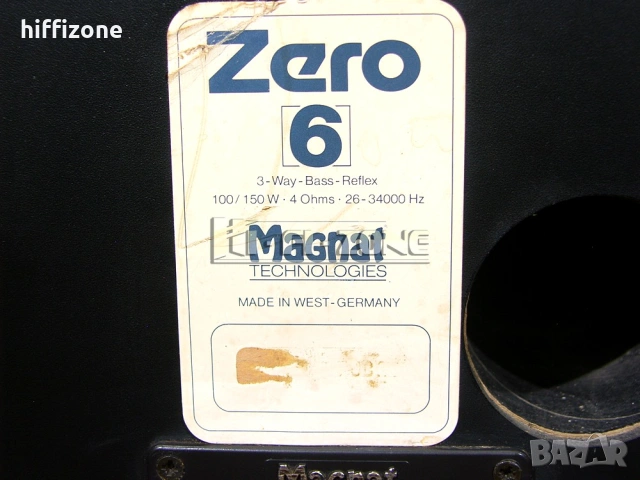 hiffizone
Zero
[6]
3-Way-Bass-Reflex
100/150 W · 4 Ohms · 26-34000 Hz
Magnat
TECHNOLOGIES
MADE IN WEST-GERMANY
Magnat
BAZAR